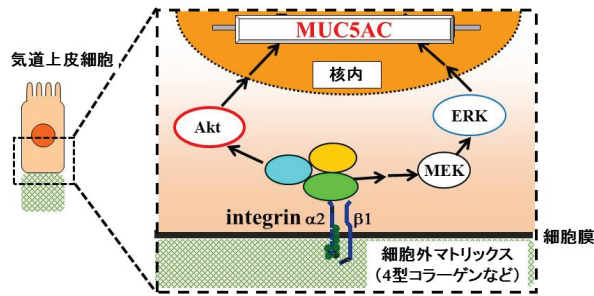 MUC5AC
気道上皮細胞
核内
Akt
ERK
MEK
integrin α2 β1
細胞膜
細胞外マトリックス
(4型コラーゲンなど)